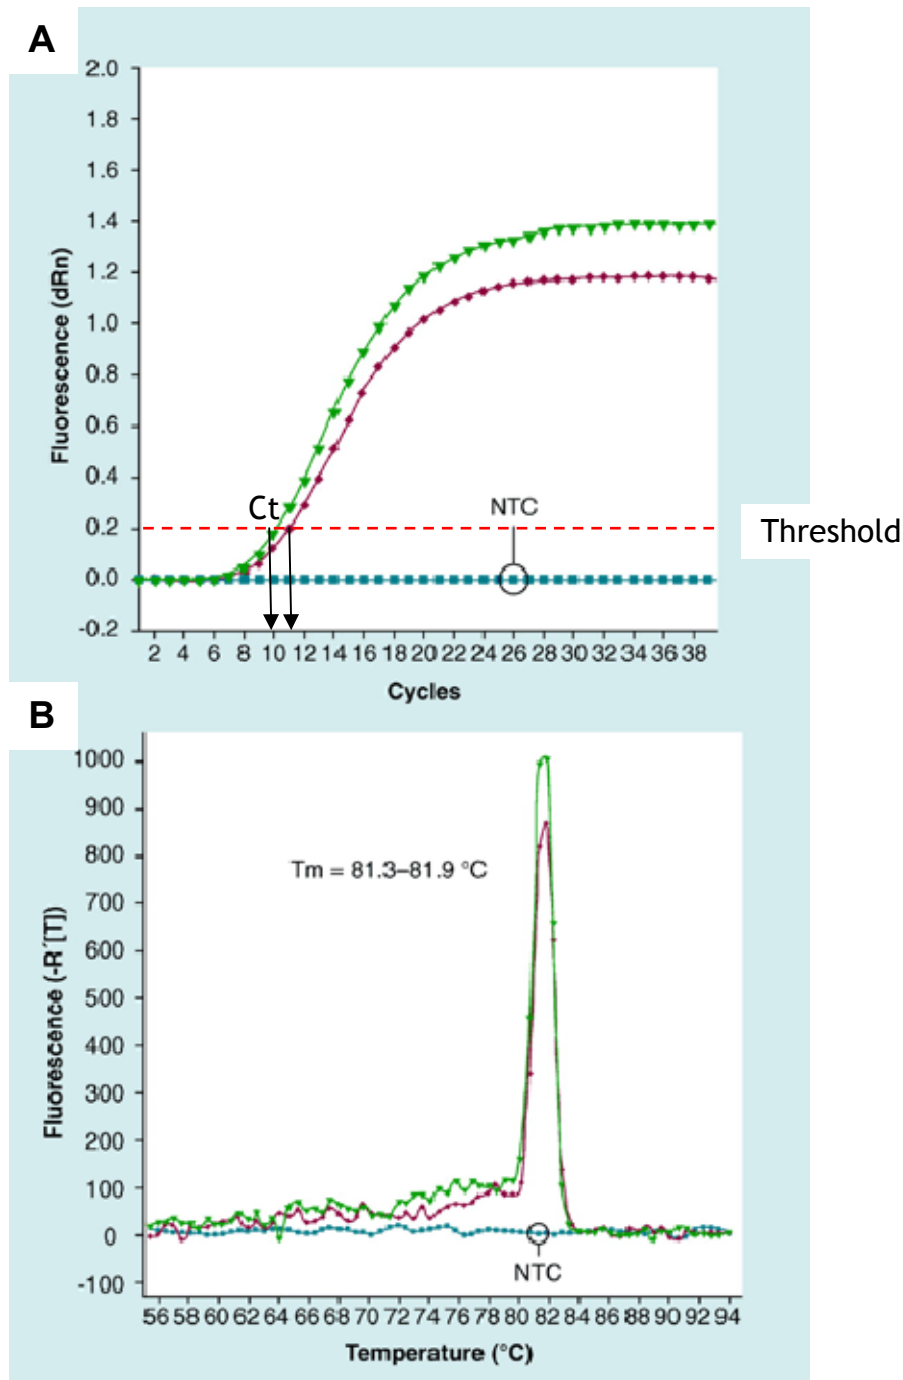 A
2.0
1.8
1.6
1.4
1.2
1.0
0.8
0.6
0.4
0.2
0.0
-0.2
Fluorescence (dRn)
Ct
NTC
Threshold
2 4 6 8 10 12 14 16 18 20 22 24 26 28 30 32 34 36 38
Cycles
B
1000
900
800
700
600
500
400
300
200
100
0
-100
Fluorescence (-R´[T])
Tm = 81.3–81.9 °C
NTC
56 58 60 62 64 66 68 70 72 74 76 78 80 82 84 86 88 90 92 94
Temperature (°C)